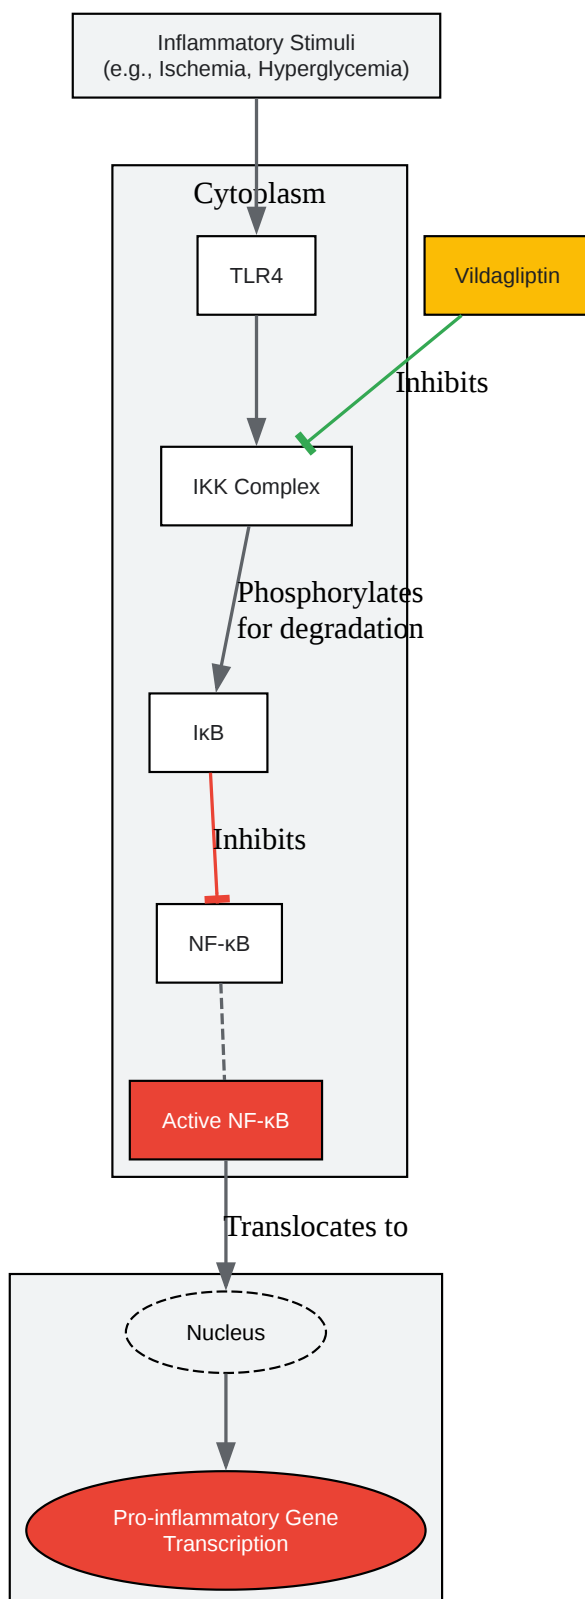 Inflammatory Stimuli
(e.g., Ischemia, Hyperglycemia)
Cytoplasm
TLR4
Vildagliptin
Inhibits
IKK Complex
Phosphorylates
for degradation
IκB
Inhibits
NF-κB
Active NF-κB
Translocates to
Nucleus
Pro-inflammatory Gene
Transcription